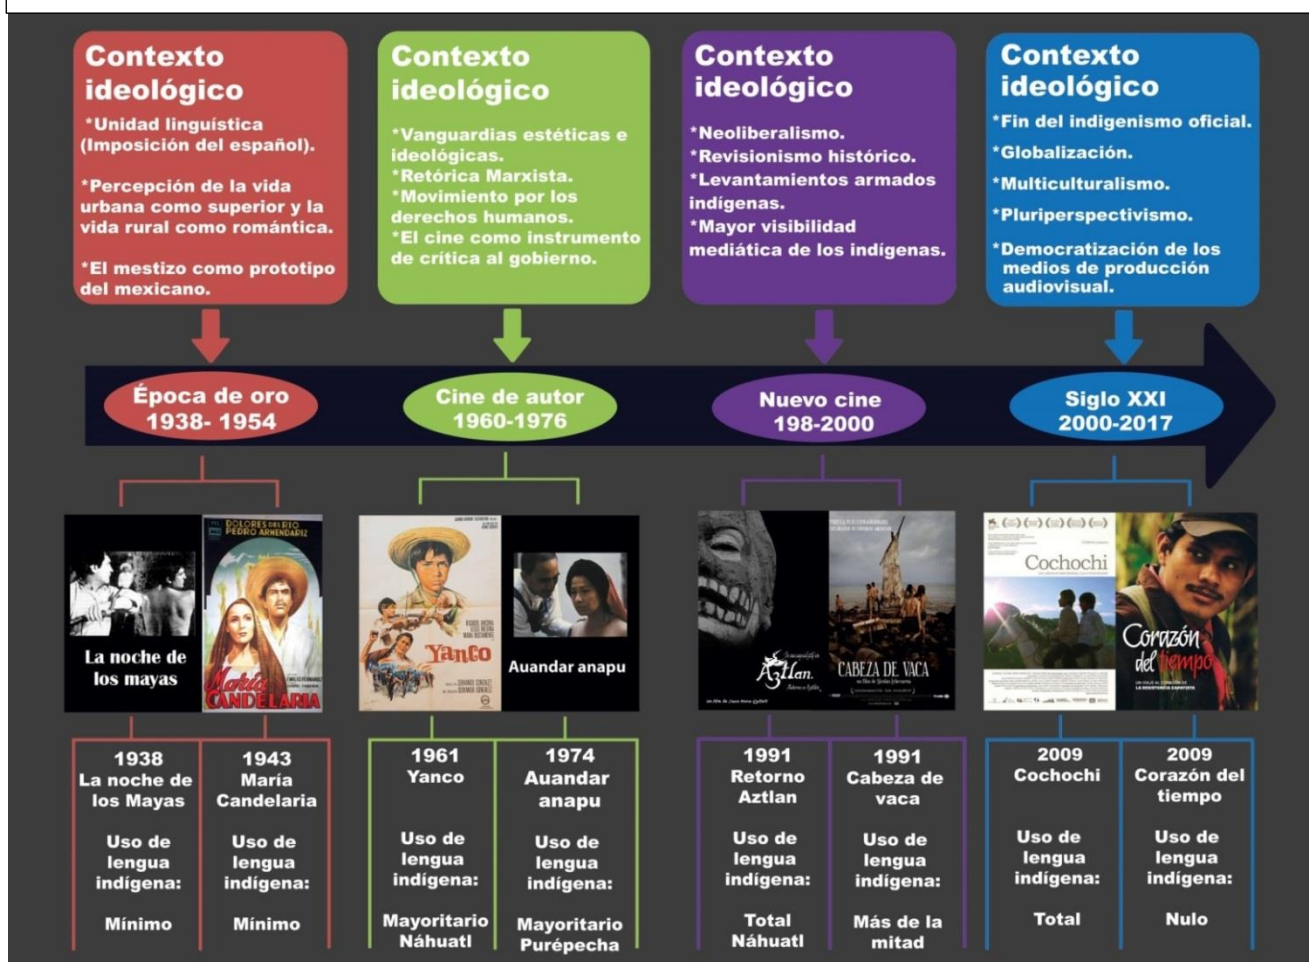 Contexto
ideológico
*Unidad linguística
(Imposición del español).
*Percepción de la vida
urbana como superior y la
vida rural como romántica.
*El mestizo como prototipo
del mexicano.
Contexto
ideológico
*Vanguardias estéticas e
ideológicas.
*Retórica Marxista.
*Movimiento por los
derechos humanos.
*El cine como instrumento
de crítica al gobierno.
Contexto
ideológico
*Neoliberalismo.
*Revisionismo histórico.
*Levantamientos armados
indígenas.
*Mayor visibilidad
mediática de los indígenas.
Contexto
ideológico
*Fin del indigenismo oficial.
*Globalización.
*Multiculturalismo.
*Pluriperspectivismo.
*Democratización de los
medios de producción
audiovisual.
Época de oro
1938- 1954
Cine de autor
1960-1976
Nuevo cine
198-2000
Siglo XXI
2000-2017
La noche de
los mayas
DOLORES DEL RIO
PEDRO ARMENDARIZ
María
CANDELARIA
YANCO
Auandar anapu
Aztlan.
CABEZA DE VACA
Cochochi
Corazón
del tiempo
UN VIAJE AL CORAZÓN DE
LA RESISTENCIA ZAPATISTA
1938
La noche de
los Mayas
Uso de
lengua
indígena:
Mínimo
1943
María
Candelaria
Uso de
lengua
indígena:
Mínimo
1961
Yanco
Uso de
lengua
indígena:
Mayoritario
Náhuatl
1974
Auandar
anapu
Uso de
lengua
indígena:
Mayoritario
Purépecha
1991
Retorno
Aztlan
Uso de
lengua
indígena:
Total
Náhuatl
1991
Cabeza de
vaca
Uso de
lengua
indígena:
Más de la
mitad
2009
Cochochi
Uso de
lengua
indígena:
Total
2009
Corazón del
tiempo
Uso de
lengua
indígena:
Nulo